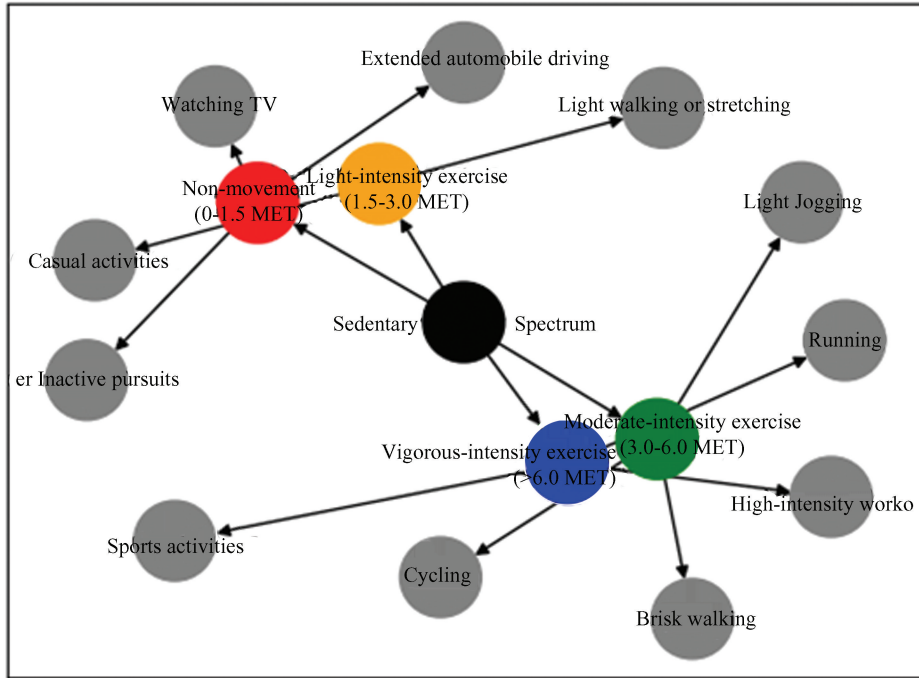 Extended automobile driving
Watching TV
Light walking or stretching
Non-movement
(0-1.5 MET)
Light-intensity exercise
(1.5-3.0 MET)
Light Jogging
Casual activities
Sedentary Spectrum
Running
er Inactive pursuits
Moderate-intensity exercise
(3.0-6.0 MET)
Vigorous-intensity exercise
(>6.0 MET)
High-intensity worko
Sports activities
Cycling
Brisk walking